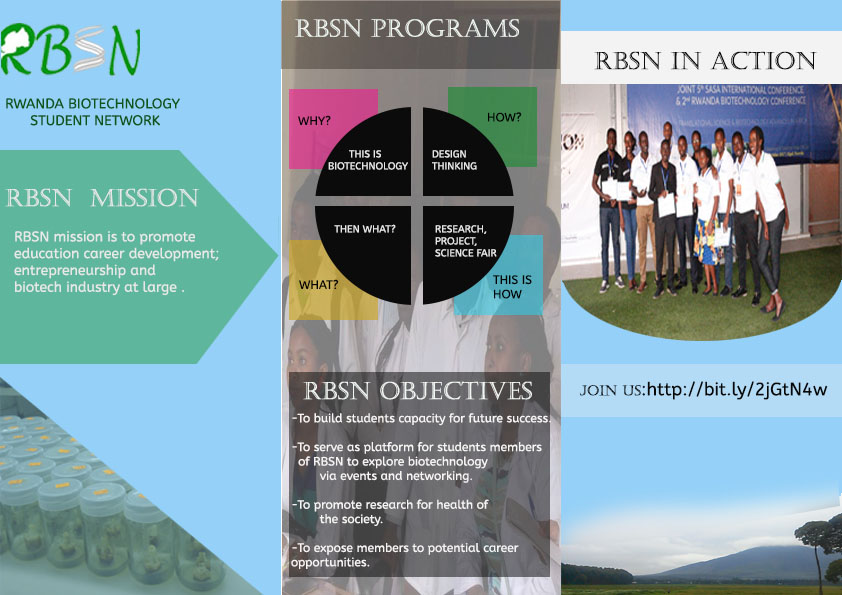 RBSN
RWANDA BIOTECHNOLOGY
STUDENT NETWORK
RBSN MISSION
RBSN mission is to promote
education career development;
entrepreneurship and
biotech industry at large .
RBSN PROGRAMS
WHY?
HOW?
THIS IS
BIOTECHNOLOGY
DESIGN
THINKING
THEN WHAT?
RESEARCH,
PROJECT,
SCIENCE FAIR
WHAT?
THIS IS
HOW
RBSN OBJECTIVES
-To build students capacity for future success.
-To serve as platform for students members
of RBSN to explore biotechnology
via events and networking.
-To promote research for health of
the society.
-To expose members to potential career
opportunities.
RBSN IN ACTION
JOINT 5th SASA INTERNATIONAL CONFERENCE
& 2nd RWANDA BIOTECHNOLOGY CONFERENCE
JOIN US:http://bit.ly/2jGtN4w